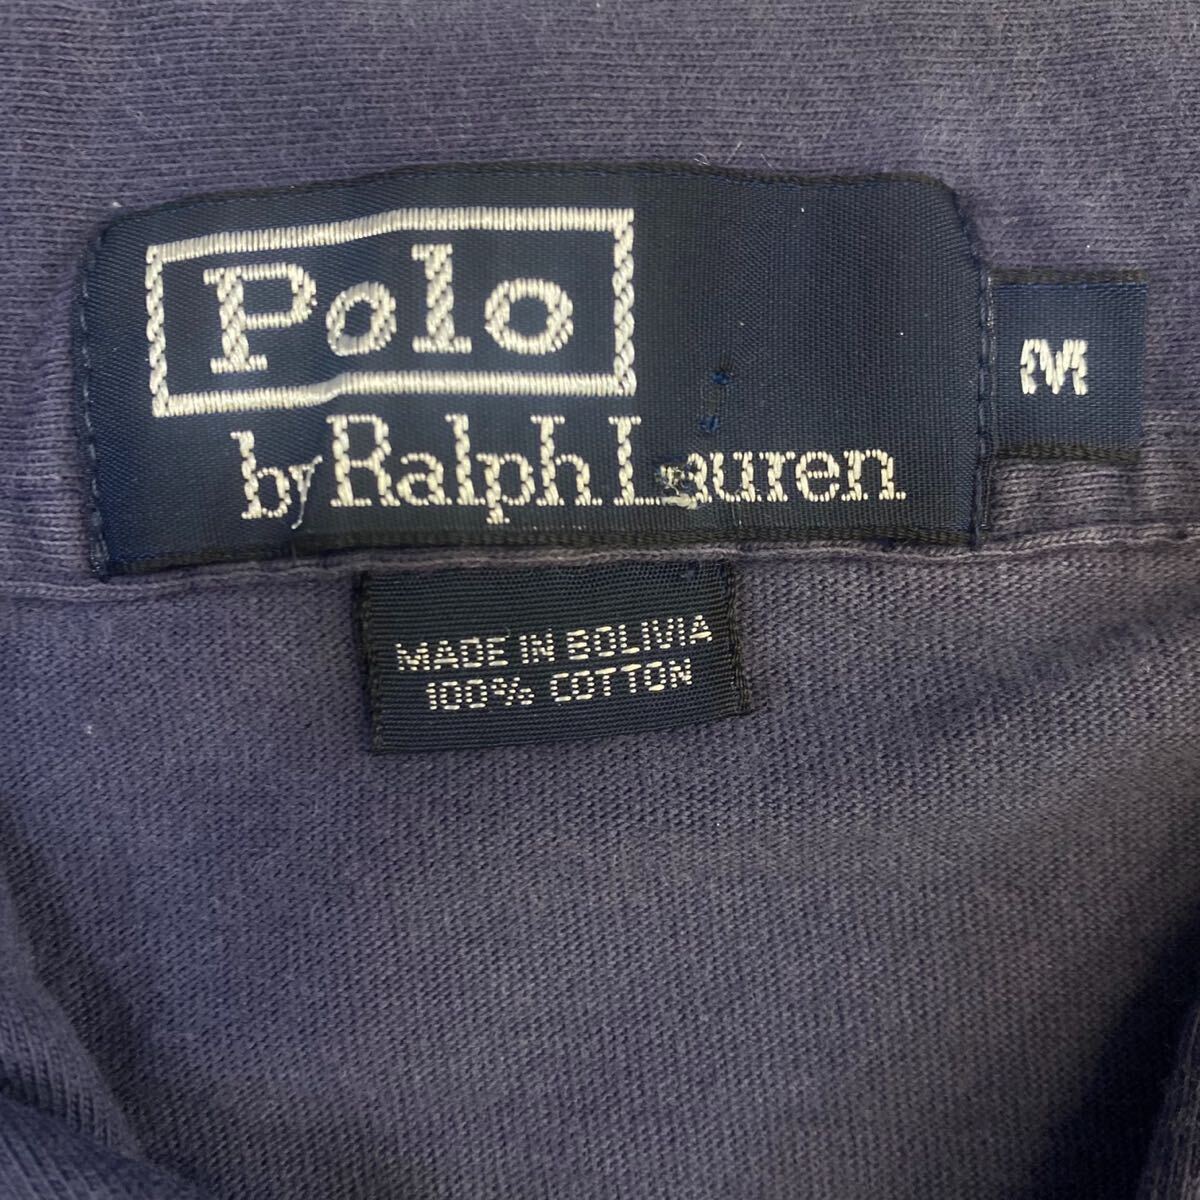 Polo
by Ralph Lauren
M
MADE IN BOLIVIA
100% COTTON